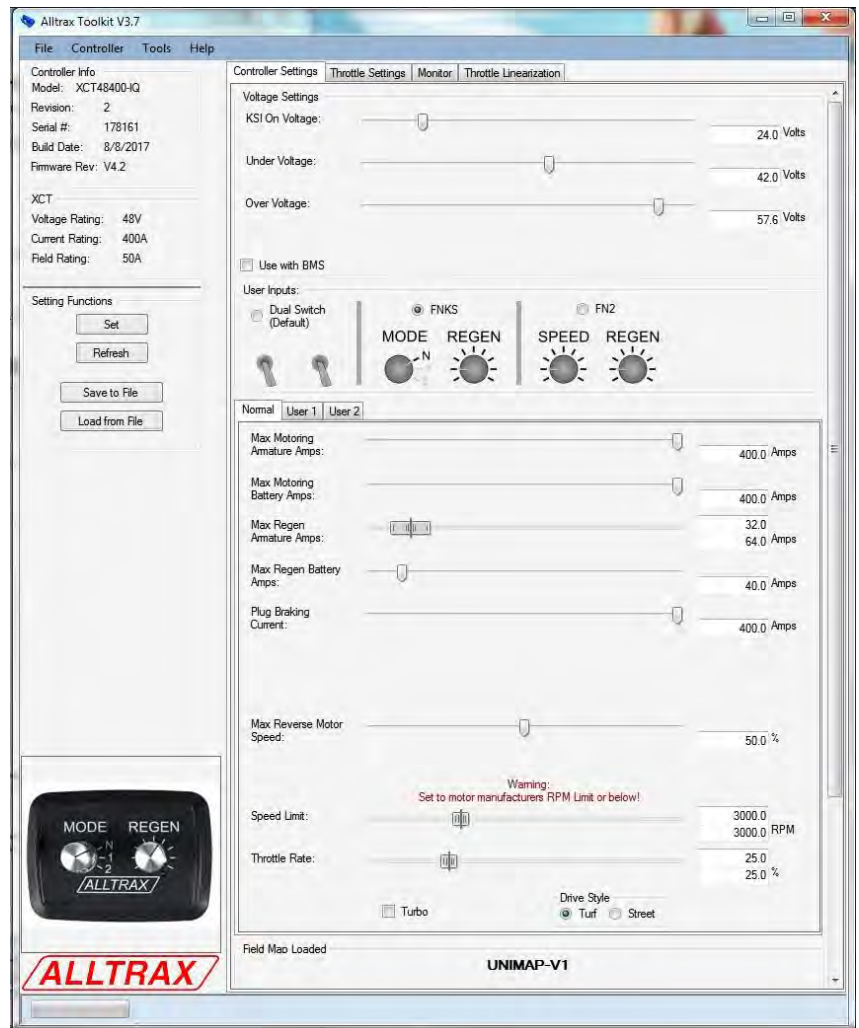 Alltrax Toolkit V3.7
File Controller Tools Help
Controller Info
Model: XCT48400-IQ
Revision: 2
Serial #: 178161
Build Date: 8/8/2017
Firmware Rev: V4.2
XCT
Voltage Rating: 48V
Current Rating: 400A
Field Rating: 50A
Setting Functions
Set
Refresh
Save to File
Load from File
MODE REGEN
N
1
2
ALLTRAX
ALLTRAX
Controller Settings Throttle Settings Monitor Throttle Linearization
Voltage Settings
KSI On Voltage: 24.0 Volts
Under Voltage: 42.0 Volts
Over Voltage: 57.6 Volts
Use with BMS
User Inputs:
Dual Switch
(Default)
FNKS
MODE REGEN
N
1
2
FN2
SPEED REGEN
Normal User 1 User 2
Max Motoring
Armature Amps: 400.0 Amps
Max Motoring
Battery Amps: 400.0 Amps
Max Regen 32.0
Armature Amps: 64.0 Amps
Max Regen Battery
Amps: 40.0 Amps
Plug Braking
Current: 400.0 Amps
Max Reverse Motor
Speed: 50.0 %
Warning:
Set to motor manufacturers RPM Limit or below!
Speed Limit: 3000.0
3000.0 RPM
Throttle Rate: 25.0
25.0 %
Turbo
Drive Style
Turf Street
Field Map Loaded
UNIMAP-V1